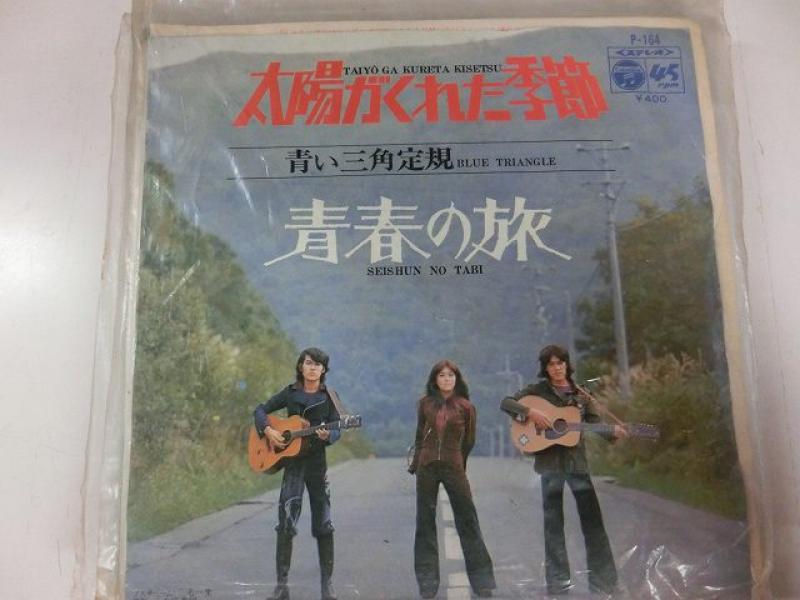 P-164
<ステレオ>
45
rpm
¥400
TAIYŌ GA KURETA KISETSU
太陽がくれた季節
青い三角定規 BLUE TRIANGLE
青春の旅
SEISHUN NO TABI